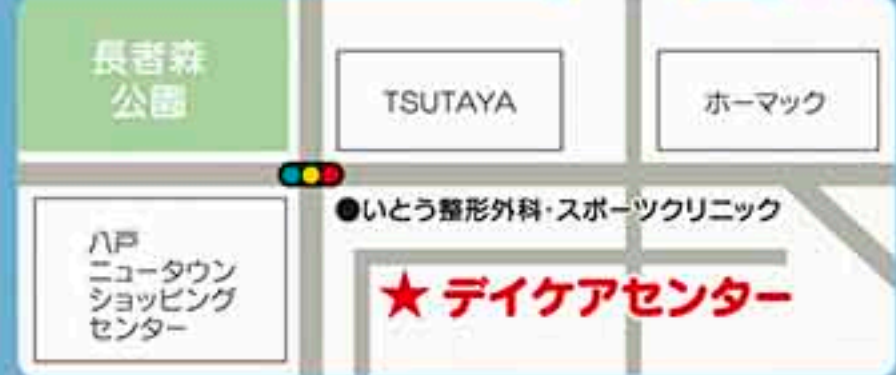 長者森
公園
TSUTAYA
ホーマック
●いとう整形外科・スポーツクリニック
八戸
ニュータウン
ショッピング
センター
★ デイケアセンター